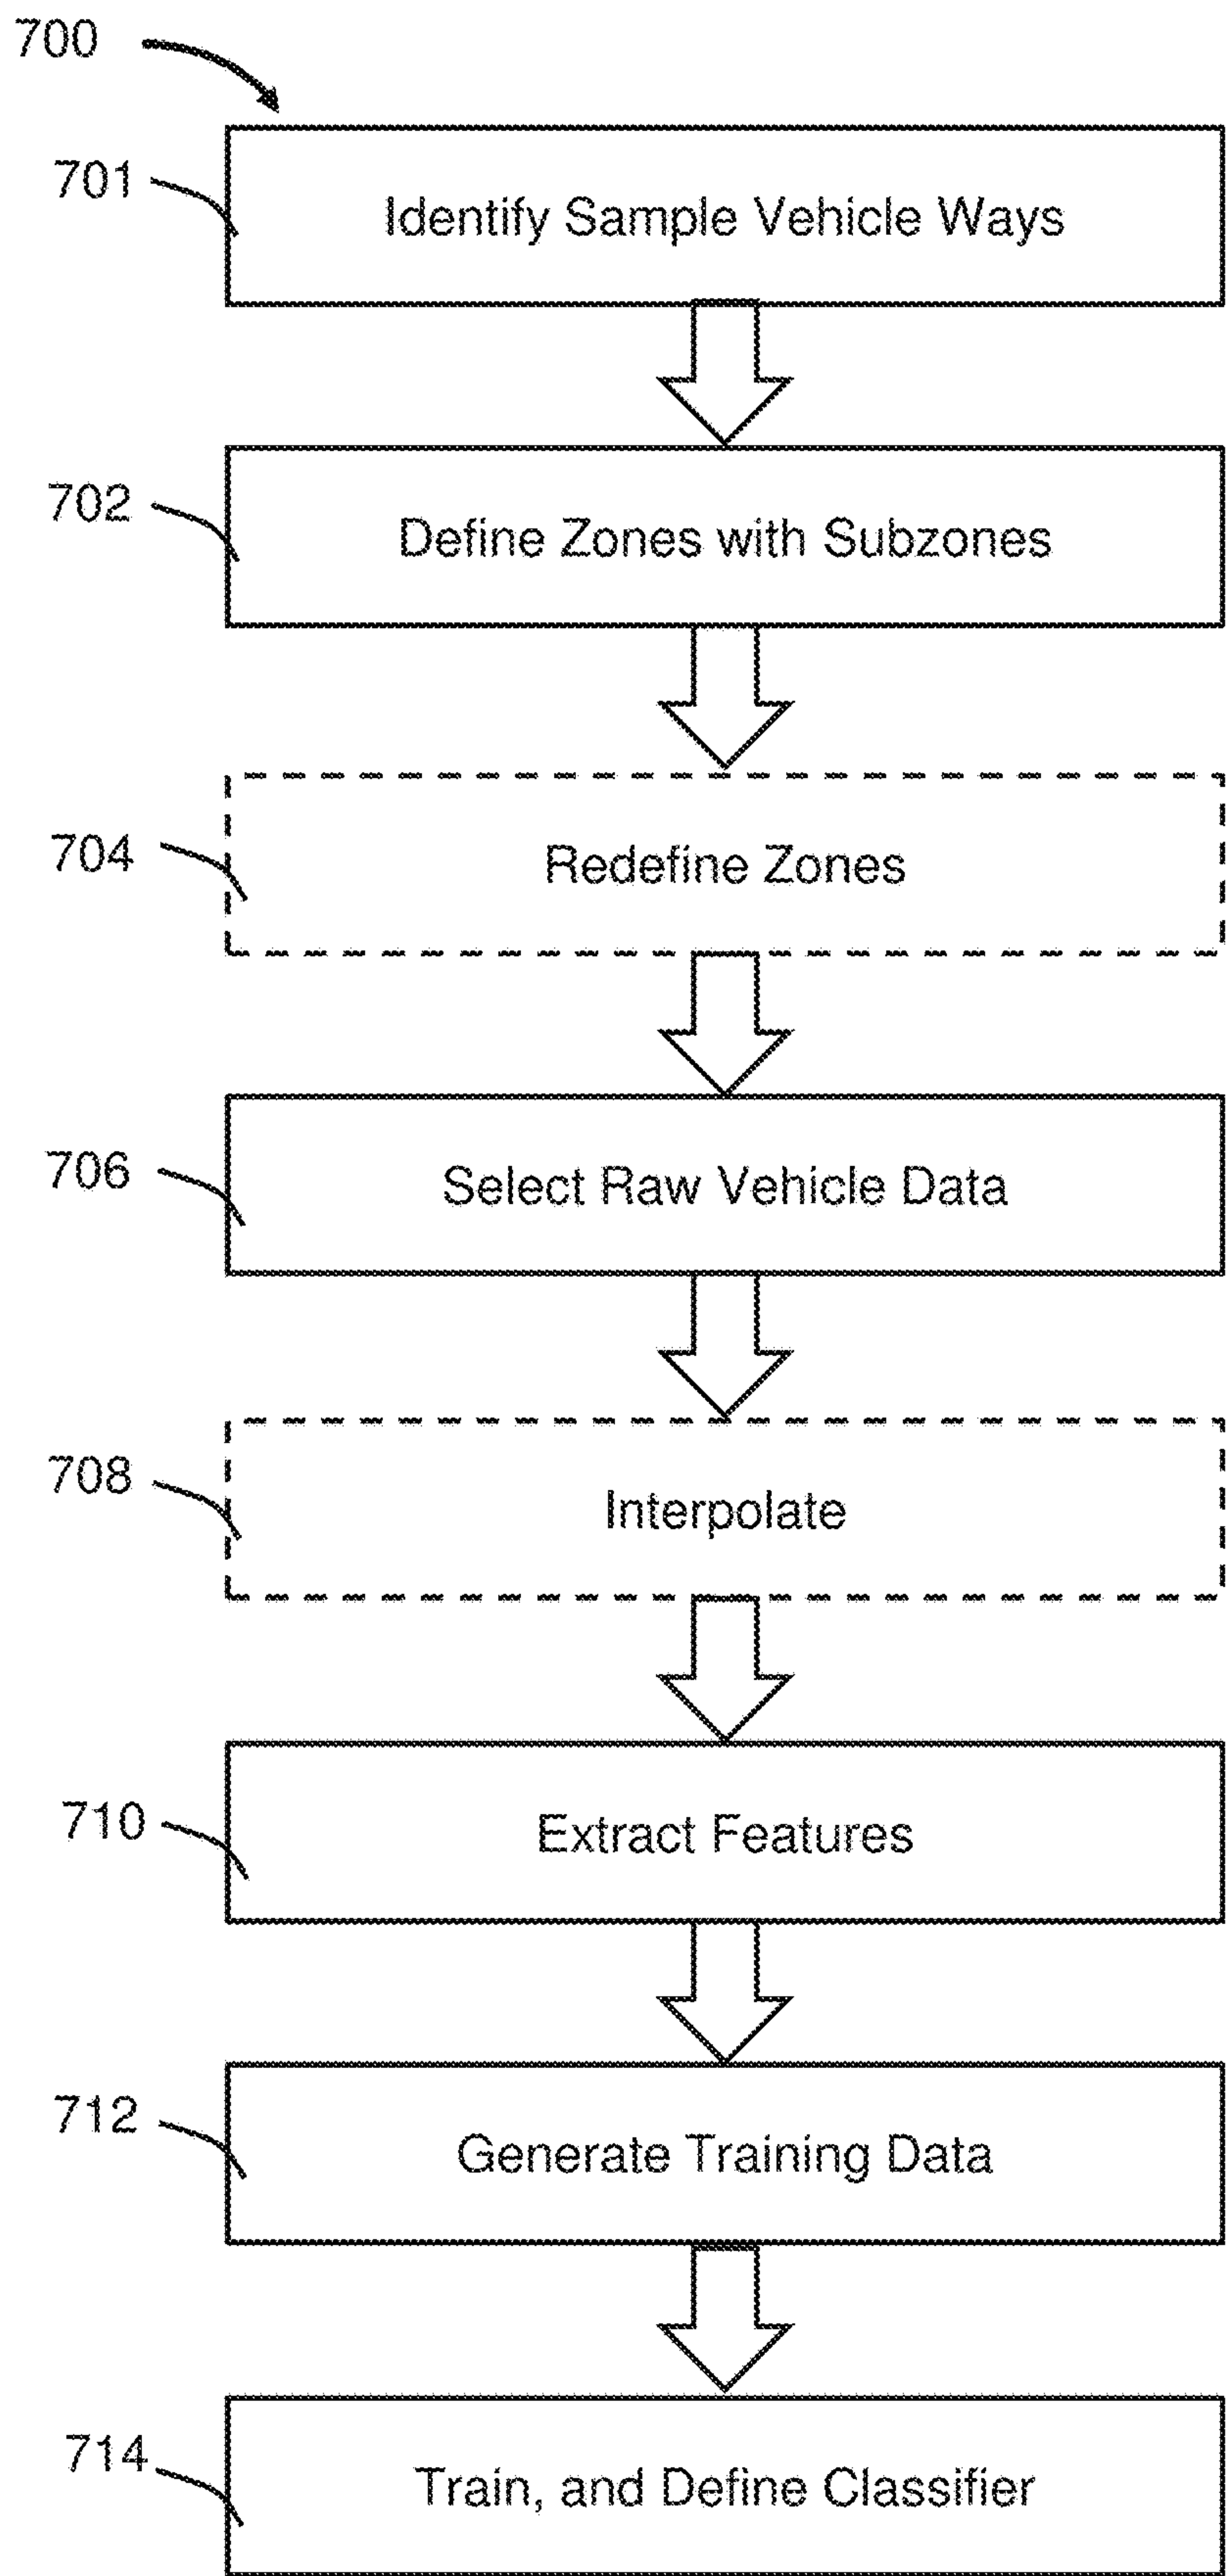 700
701
Identify Sample Vehicle Ways
702
Define Zones with Subzones
704
Redefine Zones
706
Select Raw Vehicle Data
708
Interpolate
710
Extract Features
712
Generate Training Data
714
Train, and Define Classifier